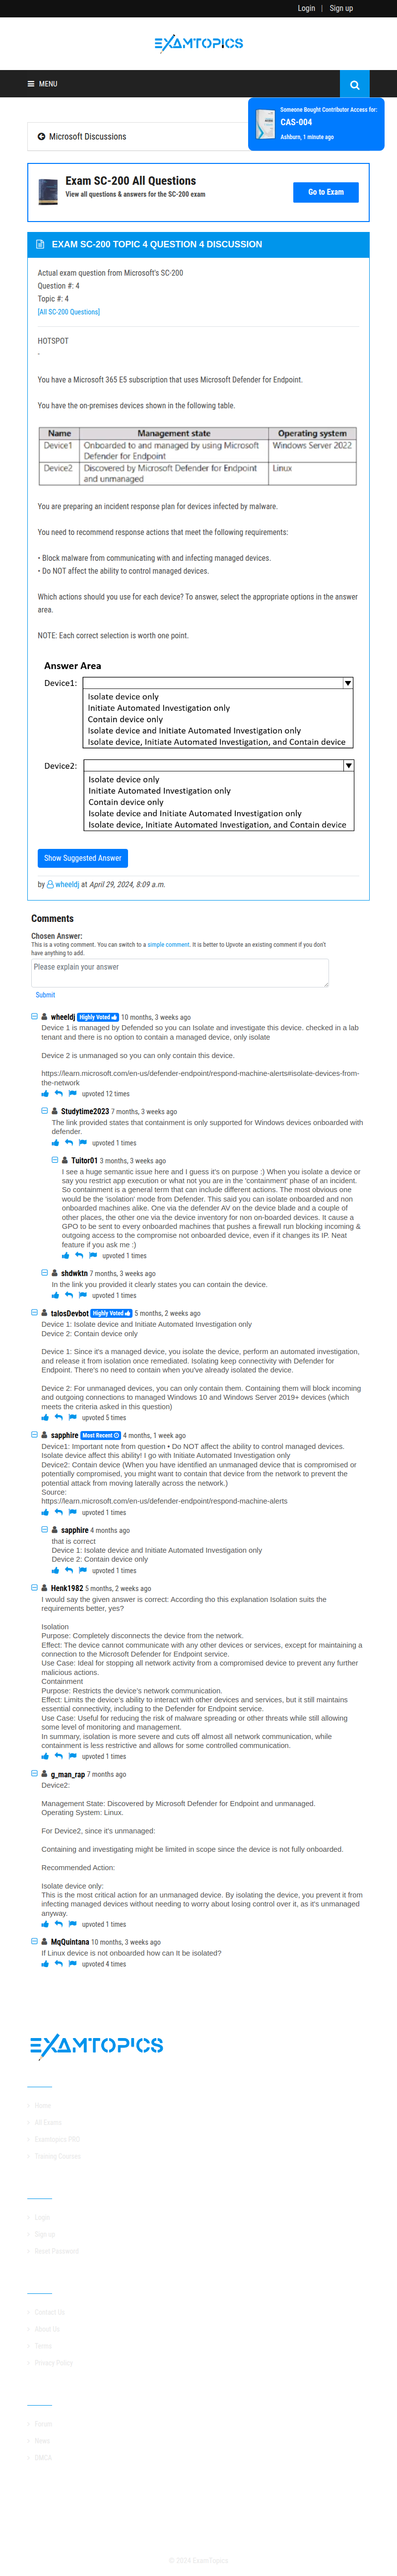 Login | Sign up
EXAMTOPICS
MENU
Someone Bought Contributor Access for:
CAS-004
Ashburn, 1 minute ago
Microsoft Discussions
Exam SC-200 All Questions
View all questions & answers for the SC-200 exam
Go to Exam
EXAM SC-200 TOPIC 4 QUESTION 4 DISCUSSION
Actual exam question from Microsoft's SC-200
Question #: 4
Topic #: 4
[All SC-200 Questions]
HOTSPOT
-
You have a Microsoft 365 E5 subscription that uses Microsoft Defender for Endpoint.
You have the on-premises devices shown in the following table.
Name Management state Operating system
Device1 Onboarded to and managed by using Microsoft Windows Server 2022
Defender for Endpoint
Device2 Discovered by Microsoft Defender for Endpoint Linux
and unmanaged
You are preparing an incident response plan for devices infected by malware.
You need to recommend response actions that meet the following requirements:
• Block malware from communicating with and infecting managed devices.
• Do NOT affect the ability to control managed devices.
Which actions should you use for each device? To answer, select the appropriate options in the answer
area.
NOTE: Each correct selection is worth one point.
Answer Area
Device1:
Isolate device only
Initiate Automated Investigation only
Contain device only
Isolate device and Initiate Automated Investigation only
Isolate device, Initiate Automated Investigation, and Contain device
Device2:
Isolate device only
Initiate Automated Investigation only
Contain device only
Isolate device and Initiate Automated Investigation only
Isolate device, Initiate Automated Investigation, and Contain device
Show Suggested Answer
by wheeldj at April 29, 2024, 8:09 a.m.
Comments
Chosen Answer:
This is a voting comment. You can switch to a simple comment. It is better to Upvote an existing comment if you don't
have anything to add.
Please explain your answer
Submit
wheeldj Highly Voted 10 months, 3 weeks ago
Device 1 is managed by Defended so you can Isolate and investigate this device. checked in a lab
tenant and there is no option to contain a managed device, only isolate
Device 2 is unmanaged so you can only contain this device.
https://learn.microsoft.com/en-us/defender-endpoint/respond-machine-alerts#isolate-devices-from-
the-network
upvoted 12 times
Studytime2023 7 months, 3 weeks ago
The link provided states that containment is only supported for Windows devices onboarded with
defender.
upvoted 1 times
Tuitor01 3 months, 3 weeks ago
I see a huge semantic issue here and I guess it's on purpose :) When you isolate a device or
say you restrict app execution or what not you are in the 'containment' phase of an incident.
So containment is a general term that can include different actions. The most obvious one
would be the 'isolation' mode from Defender. This said you can isolate onboarded and non
onboarded devices alike. One via the defender AV on the device blade and a couple of
other places, the other one via the device inventory for non on-boarded devices. It cause a
GPO to be sent to every onboarded machines that pushes a firewall run blocking incoming &
outgoing access to the compromise not onboarded device, even if it changes its IP. Neat
feature if you ask me :)
upvoted 1 times
shdwktn 7 months, 3 weeks ago
In the link you provided it clearly states you can contain the device.
upvoted 1 times
talosDevbot Highly Voted 5 months, 2 weeks ago
Device 1: Isolate device and Initiate Automated Investigation only
Device 2: Contain device only
Device 1: Since it's a managed device, you isolate the device, perform an automated investigation,
and release it from isolation once remediated. Isolating keep connectivity with Defender for
Endpoint. There's no need to contain when you've already isolated the device.
Device 2: For unmanaged devices, you can only contain them. Containing them will block incoming
and outgoing connections to managed Windows 10 and Windows Server 2019+ devices (which
meets the criteria asked in this question)
upvoted 5 times
sapphire Most Recent 4 months, 1 week ago
Device1: Important note from question • Do NOT affect the ability to control managed devices.
Isolate device affect this ability! I go with Initiate Automated Investigation only
Device2: Contain device (When you have identified an unmanaged device that is compromised or
potentially compromised, you might want to contain that device from the network to prevent the
potential attack from moving laterally across the network.)
Source:
https://learn.microsoft.com/en-us/defender-endpoint/respond-machine-alerts
upvoted 1 times
sapphire 4 months ago
that is correct
Device 1: Isolate device and Initiate Automated Investigation only
Device 2: Contain device only
upvoted 1 times
Henk1982 5 months, 2 weeks ago
I would say the given answer is correct: According tho this explanation Isolation suits the
requirements better, yes?
Isolation
Purpose: Completely disconnects the device from the network.
Effect: The device cannot communicate with any other devices or services, except for maintaining a
connection to the Microsoft Defender for Endpoint service.
Use Case: Ideal for stopping all network activity from a compromised device to prevent any further
malicious actions.
Containment
Purpose: Restricts the device's network communication.
Effect: Limits the device's ability to interact with other devices and services, but it still maintains
essential connectivity, including to the Defender for Endpoint service.
Use Case: Useful for reducing the risk of malware spreading or other threats while still allowing
some level of monitoring and management.
In summary, isolation is more severe and cuts off almost all network communication, while
containment is less restrictive and allows for some controlled communication.
upvoted 1 times
g_man_rap 7 months ago
Device2:
Management State: Discovered by Microsoft Defender for Endpoint and unmanaged.
Operating System: Linux.
For Device2, since it's unmanaged:
Containing and investigating might be limited in scope since the device is not fully onboarded.
Recommended Action:
Isolate device only:
This is the most critical action for an unmanaged device. By isolating the device, you prevent it from
infecting managed devices without needing to worry about losing control over it, as it's unmanaged
anyway.
upvoted 1 times
MqQuintana 10 months, 3 weeks ago
If Linux device is not onboarded how can It be isolated?
upvoted 4 times
EXAMTOPICS
Home
All Exams
Examtopics PRO
Training Courses
Login
Sign up
Reset Password
Contact Us
About Us
Terms
Privacy Policy
Forum
News
DMCA
© 2024 ExamTopics